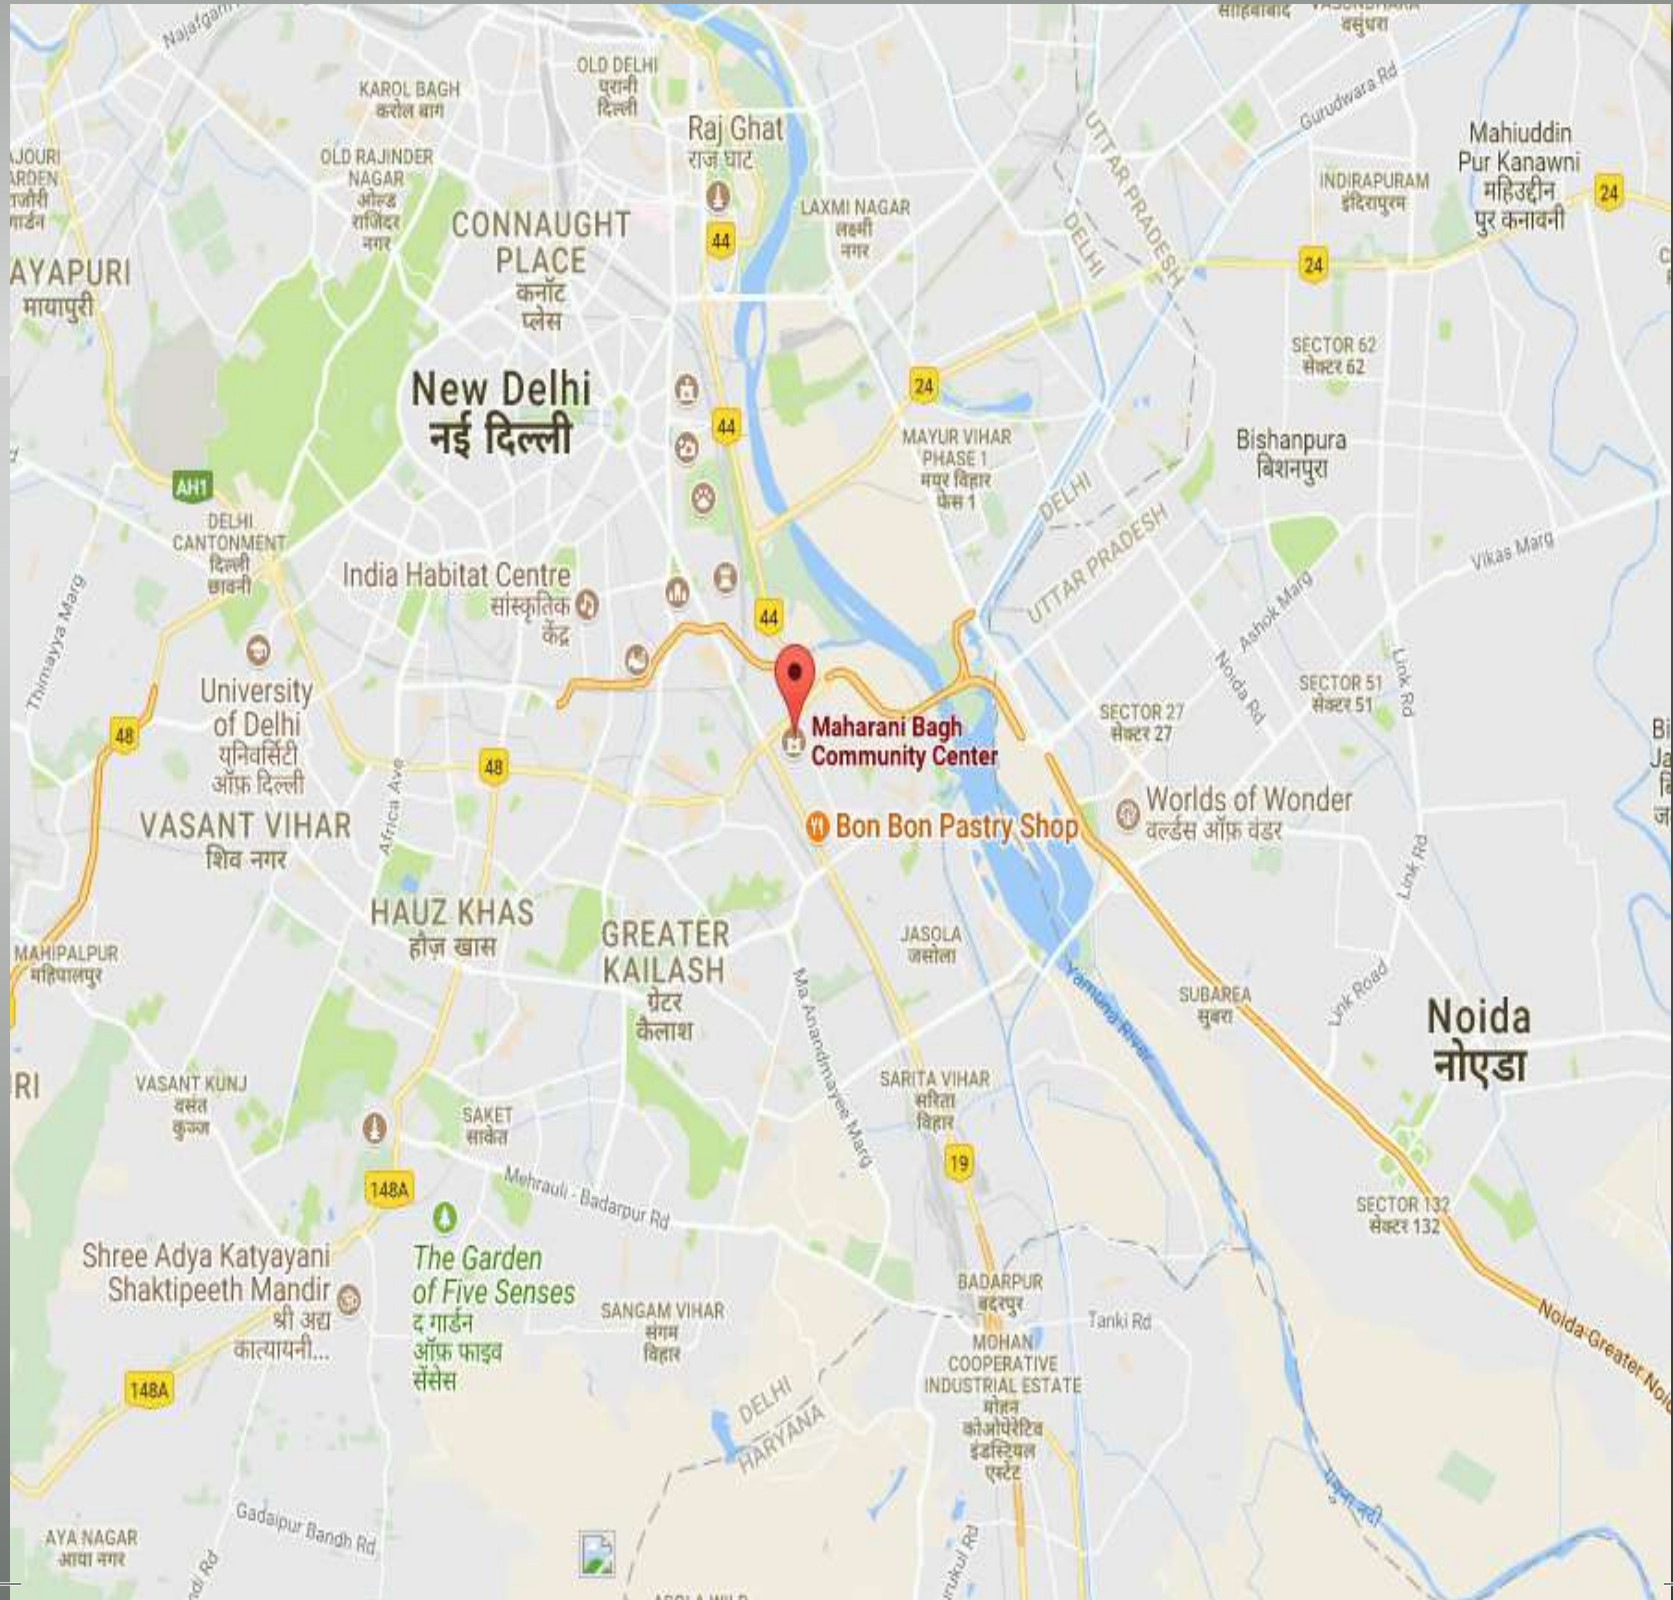 साहिबाबाद
वसुंधरा
Najafgarh
OLD DELHI
पुरानी
दिल्ली
KAROL BAGH
करोल बाग
Raj Ghat
राज घाट
Gurudwara Rd
Mahiuddin
Pur Kanawni
महिउद्दीन
पुर कनावनी
24
UTTAR PRADESH
DELHI
INDIRAPURAM
इंदिरापुरम
OLD RAJINDER
NAGAR
ओल्ड
राजिंदर
नगर
CONNAUGHT
PLACE
कनॉट
प्लेस
44
LAXMI NAGAR
लक्ष्मी
नगर
24
AYAPURI
मायापुरी
SECTOR 62
सेक्टर 62
New Delhi
नई दिल्ली
44
24
MAYUR VIHAR
PHASE 1
मयूर विहार
फेस 1
Bishanpura
बिशनपुरा
AH1
DELHI
CANTONMENT
दिल्ली
छावनी
DELHI
UTTAR PRADESH
Vikas Marg
Ashok Marg
India Habitat Centre
सांस्कृतिक
केंद्र
44
Thimayya Marg
University
of Delhi
यूनिवर्सिटी
ऑफ़ दिल्ली
48
48
Noida Rd
Link Rd
SECTOR 51
सेक्टर 51
SECTOR 27
सेक्टर 27
Maharani Bagh
Community Center
Africa Ave
Worlds of Wonder
वर्ल्डस ऑफ़ वंडर
Bon Bon Pastry Shop
VASANT VIHAR
शिव नगर
Link Rd
HAUZ KHAS
हौज़ खास
GREATER
KAILASH
ग्रेटर
कैलाश
JASOLA
जसोला
MAHIPALPUR
महिपालपुर
Ma Anandmayee Marg
Yamuna River
SUBAREA
सुबरा
Link Road
Noida
नोएडा
VASANT KUNJ
वसंत
कुञ्ज
SAKET
साकेत
SARITA VIHAR
सरिता
विहार
19
148A
Mehrauli - Badarpur Rd
SECTOR 132
सेक्टर 132
Shree Adya Katyayani
Shaktipeeth Mandir
श्री अद्य
कात्यायनी...
The Garden
of Five Senses
द गार्डन
ऑफ़ फाइव
सेंसेस
SANGAM VIHAR
संगम
विहार
BADARPUR
बदरपुर
Tanki Rd
MOHAN
COOPERATIVE
INDUSTRIAL ESTATE
मोहन
कोओपेरेटिव
इंडस्ट्रियल
एस्टेट
Noida-Greater
148A
DELHI
HARYANA
यमुना नदी
Gadaipur Bandh Rd
AYA NAGAR
आया नगर